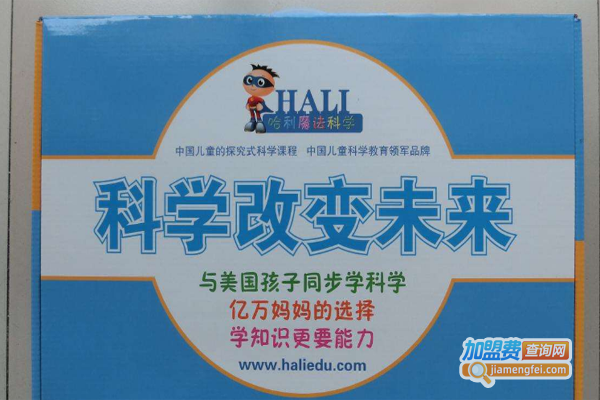 HALI
哈利魔法科学
中国儿童的探究式科学课程 中国儿童科学教育领军品牌
科学改变未来
与美国孩子同步学科学
亿万妈妈的选择
学知识更要能力
www.haliedu.com
加盟费查询网
jiamengfei.com